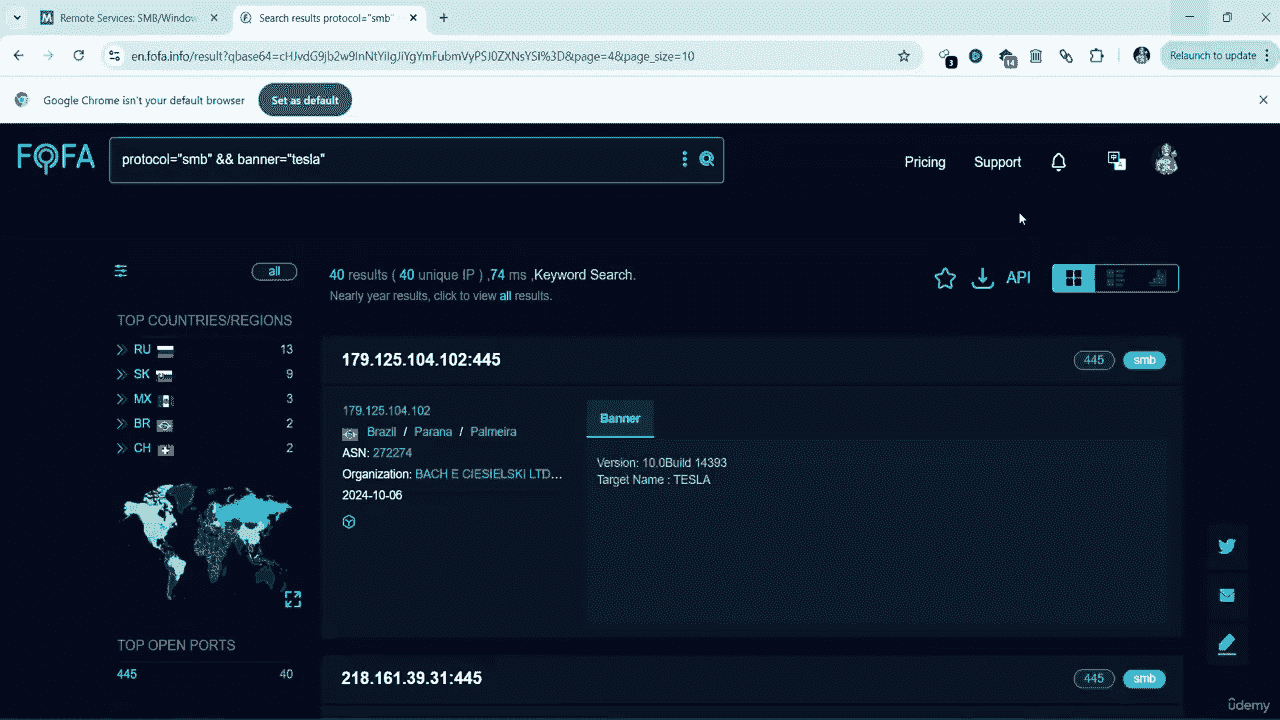 Remote Services: SMB/Window
Search results protocol="smb"
en.fofa.info/result?qbase64=cHJvdG9jb2w9InNtYiIgJiYgYmFubmVyPSJ0ZXNsYSI%3D&page=4&page_size=10
3
14
Relaunch to update
Google Chrome isn't your default browser
Set as default
FOFA
protocol="smb" && banner="tesla"
Pricing
Support
all
40 results ( 40 unique IP ) ,74 ms ,Keyword Search.
Nearly year results, click to view all results.
API
TOP COUNTRIES/REGIONS
RU 13
SK 9
MX 3
BR 2
CH 2
TOP OPEN PORTS
445 40
179.125.104.102:445
445
smb
179.125.104.102
Brazil / Parana / Palmeira
ASN: 272274
Organization: BACH E CIESIELSKI LTD...
2024-10-06
Banner
Version: 10.0Build 14393
Target Name : TESLA
218.161.39.31:445
445
smb
ûdemy